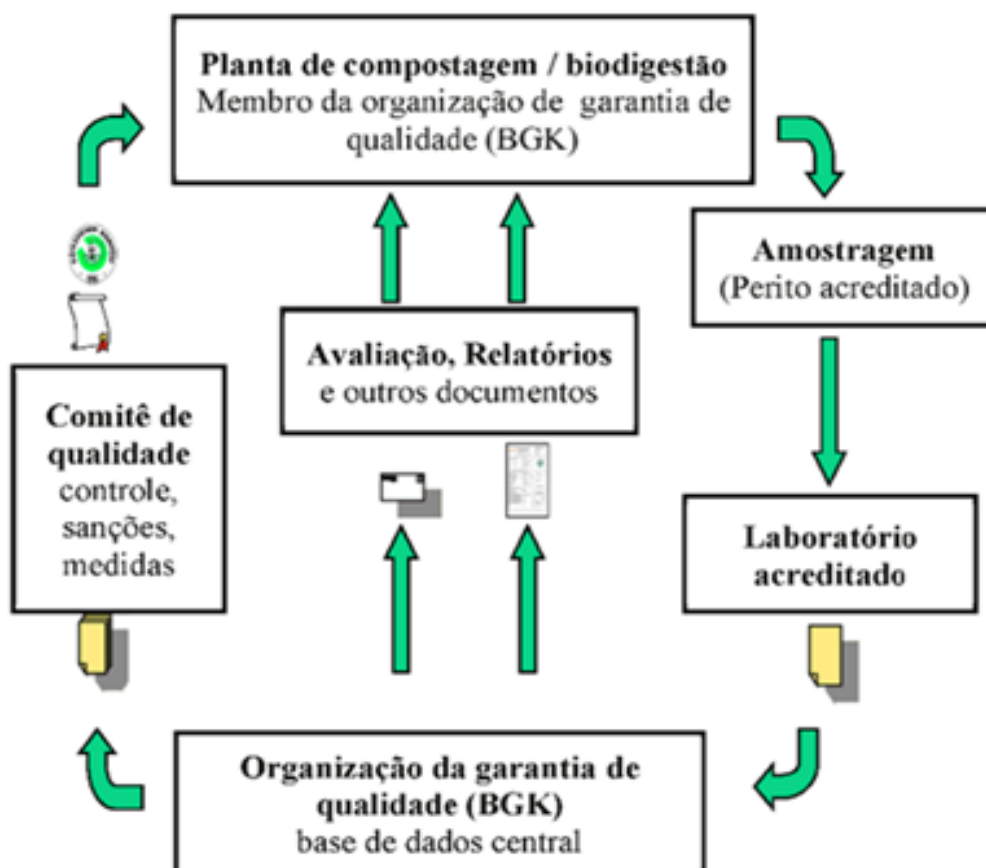 Planta de compostagem / biodigestão
Membro da organização de garantia de
qualidade (BGK)
Amostragem
(Perito acreditado)
Avaliação, Relatórios
e outros documentos
Comitê de
qualidade
controle,
sanções,
medidas
Laboratório
acreditado
Organização da garantia de
qualidade (BGK)
base de dados central